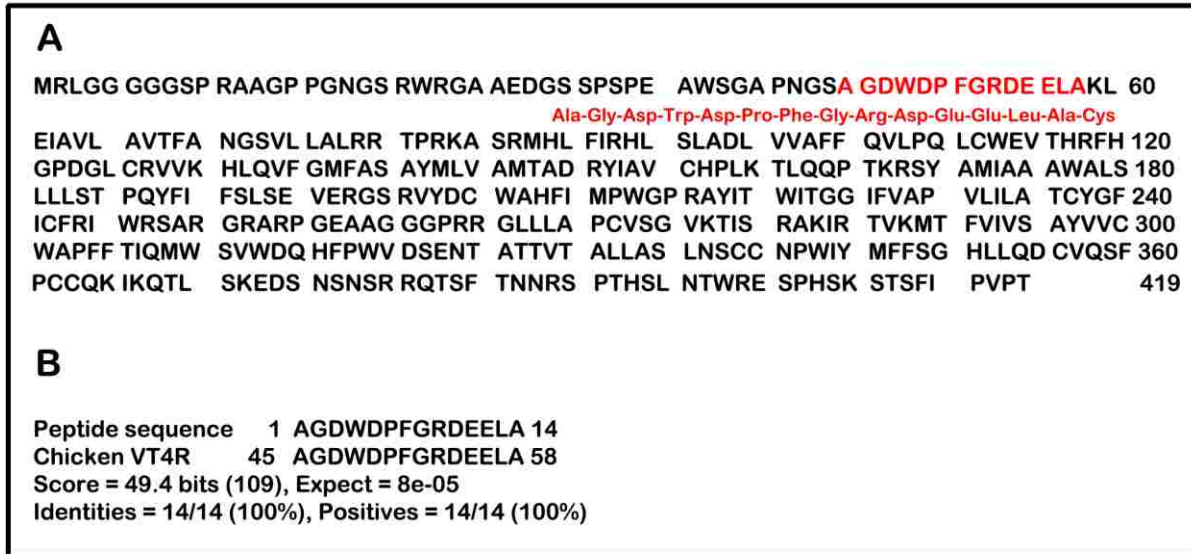 A
MRLGG GGGSP RAAGP PGNGS RWRGA AEDGS SPSPE AWSGA PNGSA GDWDP FGRDE ELAKL 60
Ala-Gly-Asp-Trp-Asp-Pro-Phe-Gly-Arg-Asp-Glu-Glu-Leu-Ala-Cys
EIAVL AVTFA NGSVLL ALRR TPRKA SRMHL FIRHL SLADL VVAFF QVLPQ LCWEV THRFH 120
GPDGL CRVVK HLQVF GMFAS AYMLV AMTAD RYIAV CHPLK TLQQP TKRSY AMIAA AWALS 180
LLLST PQYFI FSLSE VERGS RVYDC WAHFI MPWGP RAYIT WITGG IFVAP VLILA TCYGF 240
ICFRI WRSAR GRARP GEAAG GGPRR GLLLA PCVSG VKTIS RAKIR TVKMT FVIVS AYVVC 300
WAPFF TIQMW SVWDQ HFPWV DSENT ATTVT ALLAS LNSCC NPWIY MFFSG HLLQD CVQSF 360
PCCQK IKQTL SKEDS NSNSR RQTSF TNNRS PTHSL NTWRE SPHSK STSFI PVPT 419
B
Peptide sequence 1 AGDWDPFGRDEELA 14
Chicken VT4R 45 AGDWDPFGRDEELA 58
Score = 49.4 bits (109), Expect = 8e-05
Identities = 14/14 (100%), Positives = 14/14 (100%)